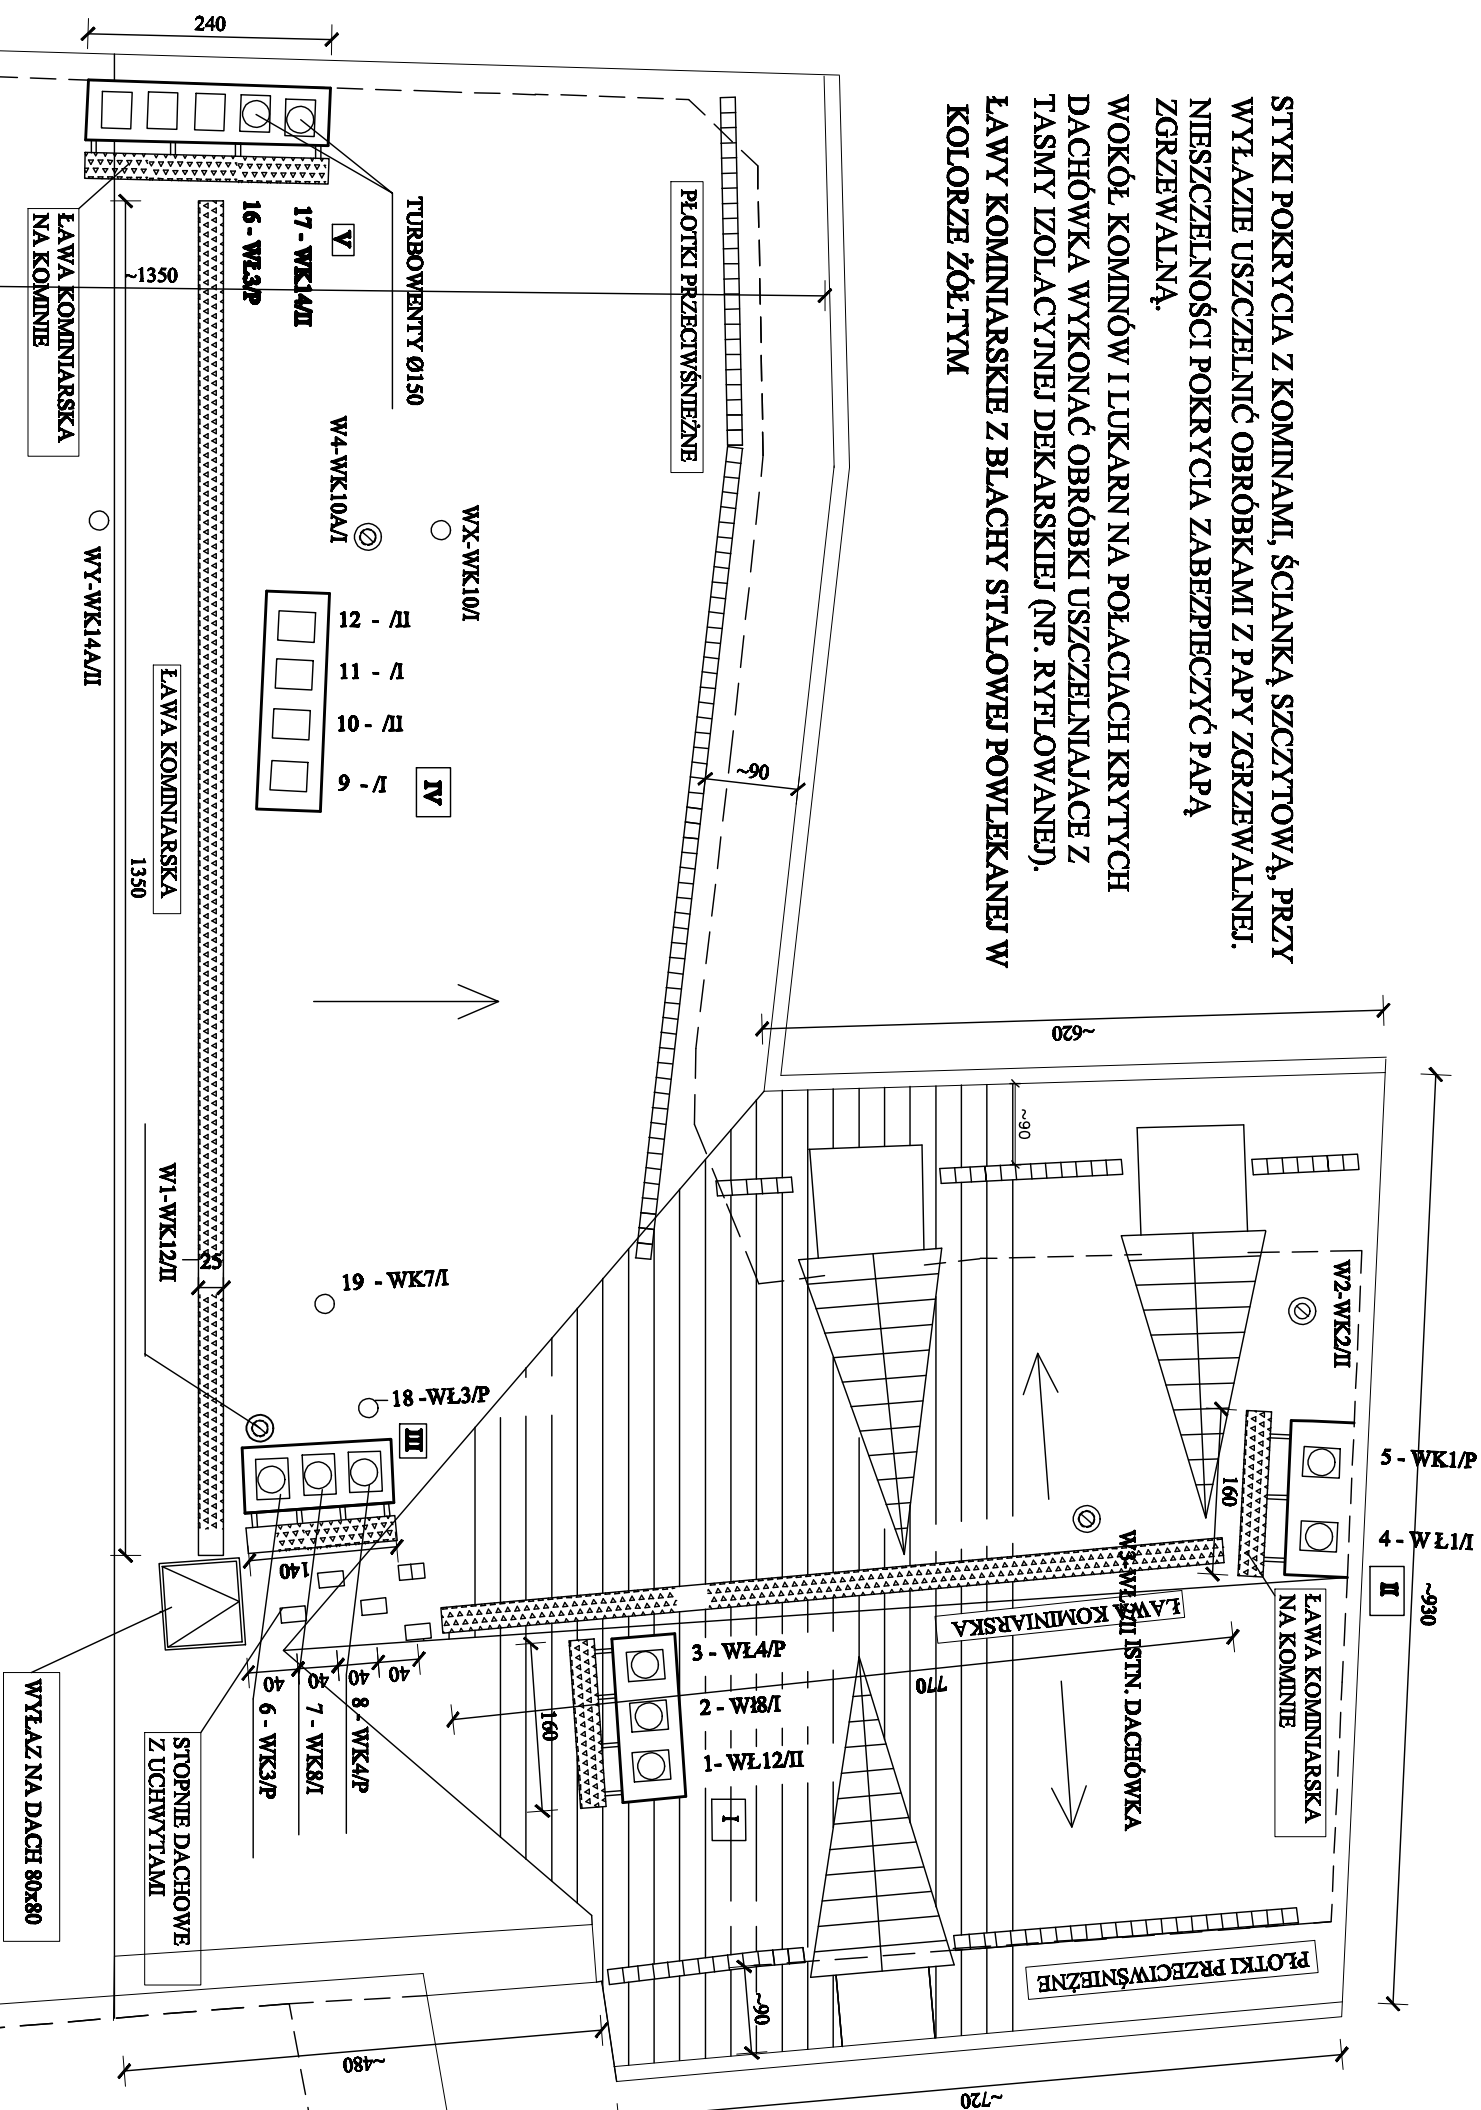 STYKI POKRYCIA Z KOMINAMI, ŚCIANKĄ SZCZYTOWĄ, PRZY
WYŁAZIE USZCZELNIĆ OBRÓBKAMI Z PAPY ZGRZEWALNEJ.
NIESZCZELNOŚCI POKRYCIA ZABEZPIECZYĆ PAPĄ
ZGRZEWALNĄ.
WOKÓŁ KOMINÓW I LUKARN NA POŁACIACH KRYTYCH
DACHÓWKA WYKONAĆ OBRÓBKI USZCZELNIAJACE Z
TASMY IZOLACYJNEJ DEKARSKIEJ (NP. RYFLOWANEJ).
ŁAWY KOMINIARSKIE Z BLACHY STALOWEJ POWLEKANEJ W
KOLORZE ŻÓŁTYM
240
PŁOTKI PRZECIWŚNIEŻNE
TURBOWENTY Ø150
V
17 - WK14/II
16 - WŁ3/P
~1350
ŁAWA KOMINIARSKA
NA KOMINIE
W4-WK10A/I
WX-WK10/I
WY-WK14A/II
12 - /II
11 - /I
10 - /II
9 - /I
IV
~90
ŁAWA KOMINIARSKA
1350
~620
~90
~930
W1-WK12/II
25
19 - WK7/I
18 -WŁ3/P
III
W2-WK2/II
5 - WK1/P
4 - W Ł1/I
II
160
ŁAWA KOMINIARSKA
NA KOMINIE
ISTN. DACHÓWKA
ŁAWA KOMINIARSKA
770
140
40
40
40
40
3 - WŁ4/P
2 - WŁ8/I
1- WŁ12/II
I
160
8 - WK4/P
7 - WK8/I
6 - WK3/P
STOPNIE DACHOWE
Z UCHWYTAMI
WYŁAZ NA DACH 80x80
PŁOTKI PRZECIWŚNIEŻNE
~90
~480
~720